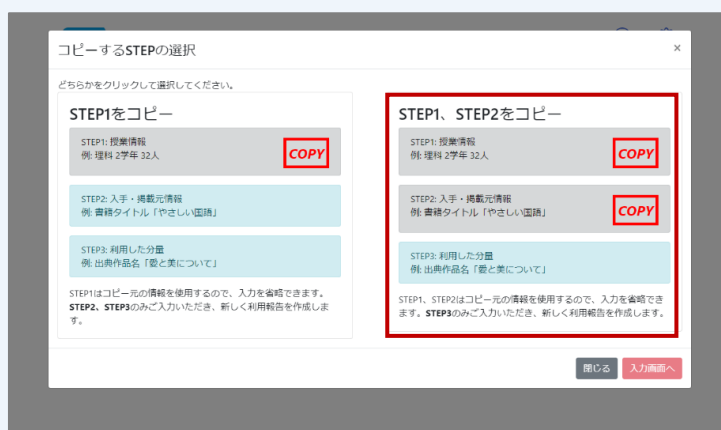 コピーするSTEPの選択
×
どちらかをクリックして選択してください。
STEP1をコピー
STEP1: 授業情報
例: 理科 2学年 32人
COPY
STEP2: 入手・掲載元情報
例: 書籍タイトル「やさしい国語」
STEP3: 利用した分量
例: 出典作品名「愛と美について」
STEP1はコピー元の情報を使用するので、入力を省略できます。
STEP2、STEP3のみご入力いただき、新しく利用報告を作成しま
す。
STEP1、STEP2をコピー
STEP1: 授業情報
例: 理科 2学年 32人
COPY
STEP2: 入手・掲載元情報
例: 書籍タイトル「やさしい国語」
COPY
STEP3: 利用した分量
例: 出典作品名「愛と美について」
STEP1、STEP2はコピー元の情報を使用するので、入力を省略でき
ます。STEP3のみご入力いただき、新しく利用報告を作成します。
閉じる
入力画面へ